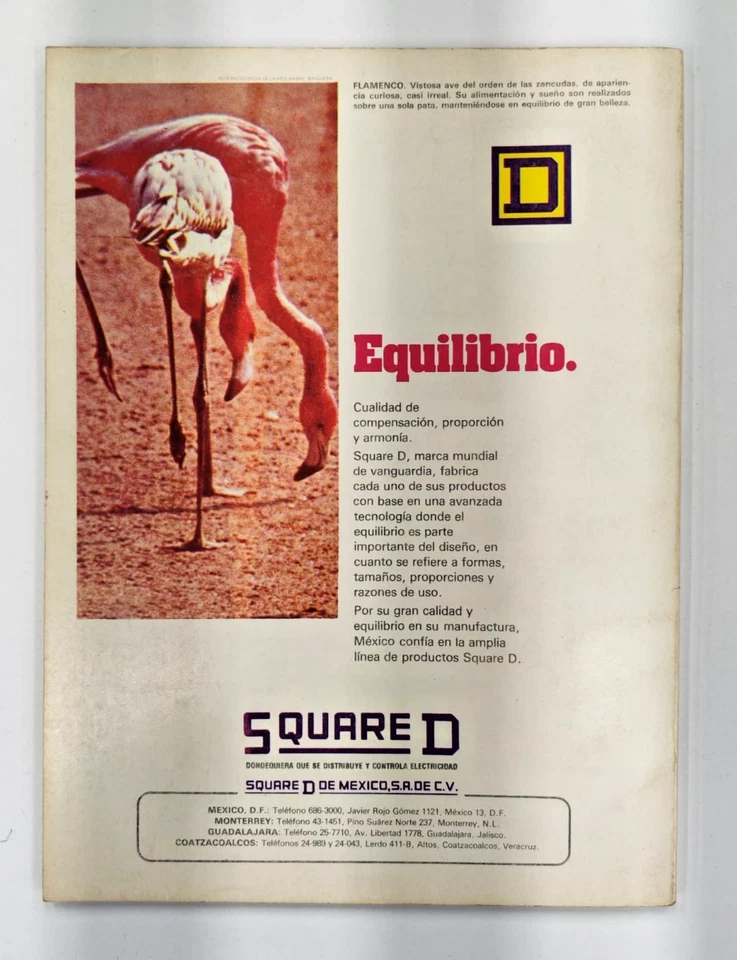 FLAMENCO. Vistosa ave del orden de las zancudas, de aparien-
cia curiosa, casi irreal. Su alimentación y sueño son realizados
sobre una sola pata, manteniéndose en equilibrio de gran belleza.
D
Equilibrio.
Cualidad de
compensación, proporción
y armonía.
Square D, marca mundial
de vanguardia, fabrica
cada uno de sus productos
con base en una avanzada
tecnología donde el
equilibrio es parte
importante del diseño, en
cuanto se refiere a formas,
tamaños, proporciones y
razones de uso.
Por su gran calidad y
equilibrio en su manufactura,
México confía en la amplia
línea de productos Square D.
SQUARE D
DONDEQUIERA QUE SE DISTRIBUYE Y CONTROLA ELECTRICIDAD
SQUARE D DE MEXICO, S.A. DE C.V.
MEXICO, D.F.: Teléfono 686-3000, Javier Rojo Gómez 1121, México 13, D.F.
MONTERREY: Teléfono 43-1451, Pino Suárez Norte 237, Monterrey, N.L.
GUADALAJARA: Teléfono 25-7710, Av. Libertad 1778, Guadalajara, Jalisco.
COATZACOALCOS: Teléfonos 24-989 y 24-043, Lerdo 411-B, Altos, Coatzacoalcos, Veracruz.